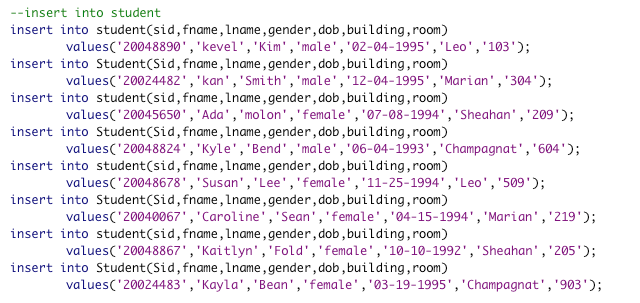 --insert into student
insert into student(sid,fname,lname,gender,dob,building,room)
values('20048890','kevel','Kim','male','02-04-1995','Leo','103');
insert into Student(Sid,fname,lname,gender,dob,building,room)
values('20024482','kan','Smith','male','12-04-1995','Marian','304');
insert into student(sid,fname,lname,gender,dob,building,room)
values('20045650','Ada','molon','female','07-08-1994','Sheahan','209');
insert into Student(Sid,fname,lname,gender,dob,building,room)
values('20048824','Kyle','Bend','male','06-04-1993','Champagnat','604');
insert into student(sid,fname,lname,gender,dob,building,room)
values('20048678','Susan','Lee','female','11-25-1994','Leo','509');
insert into Student(Sid,fname,lname,gender,dob,building,room)
values('20040067','Caroline','Sean','female','04-15-1994','Marian','219');
insert into student(sid,fname,lname,gender,dob,building,room)
values('20048867','Kaitlyn','Fold','female','10-10-1992','Sheahan','205');
insert into Student(Sid,fname,lname,gender,dob,building,room)
values('20024483','Kayla','Bean','female','03-19-1995','Champagnat','903');